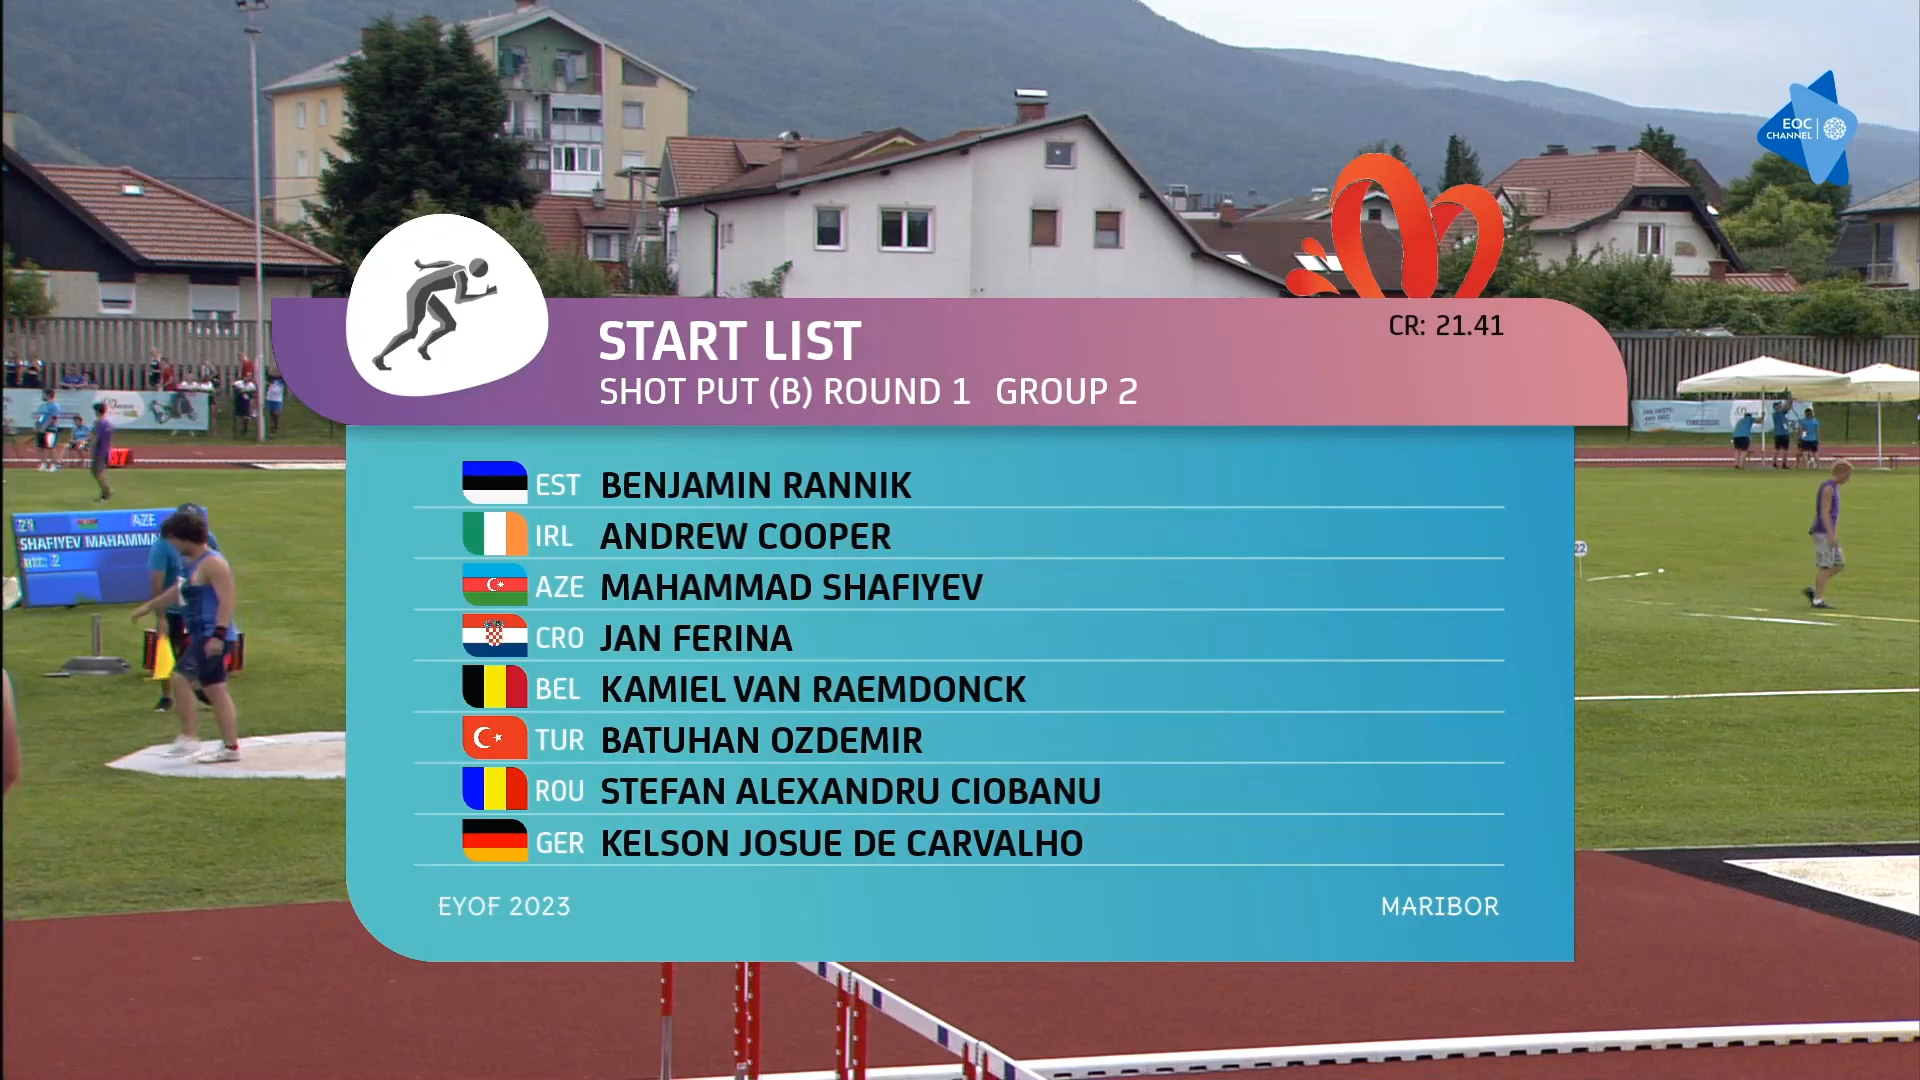 EOC
CHANNEL
START LIST
CR: 21.41
SHOT PUT (B) ROUND 1 GROUP 2
EST BENJAMIN RANNIK
IRL ANDREW COOPER
AZE MAHAMMAD SHAFIYEV
CRO JAN FERINA
BEL KAMIEL VAN RAEMDONCK
TUR BATUHAN OZDEMIR
ROU STEFAN ALEXANDRU CIOBANU
GER KELSON JOSUE DE CARVALHO
EYOF 2023
MARIBOR
21 AZE
SHAFIYEV MAHAMMA
22